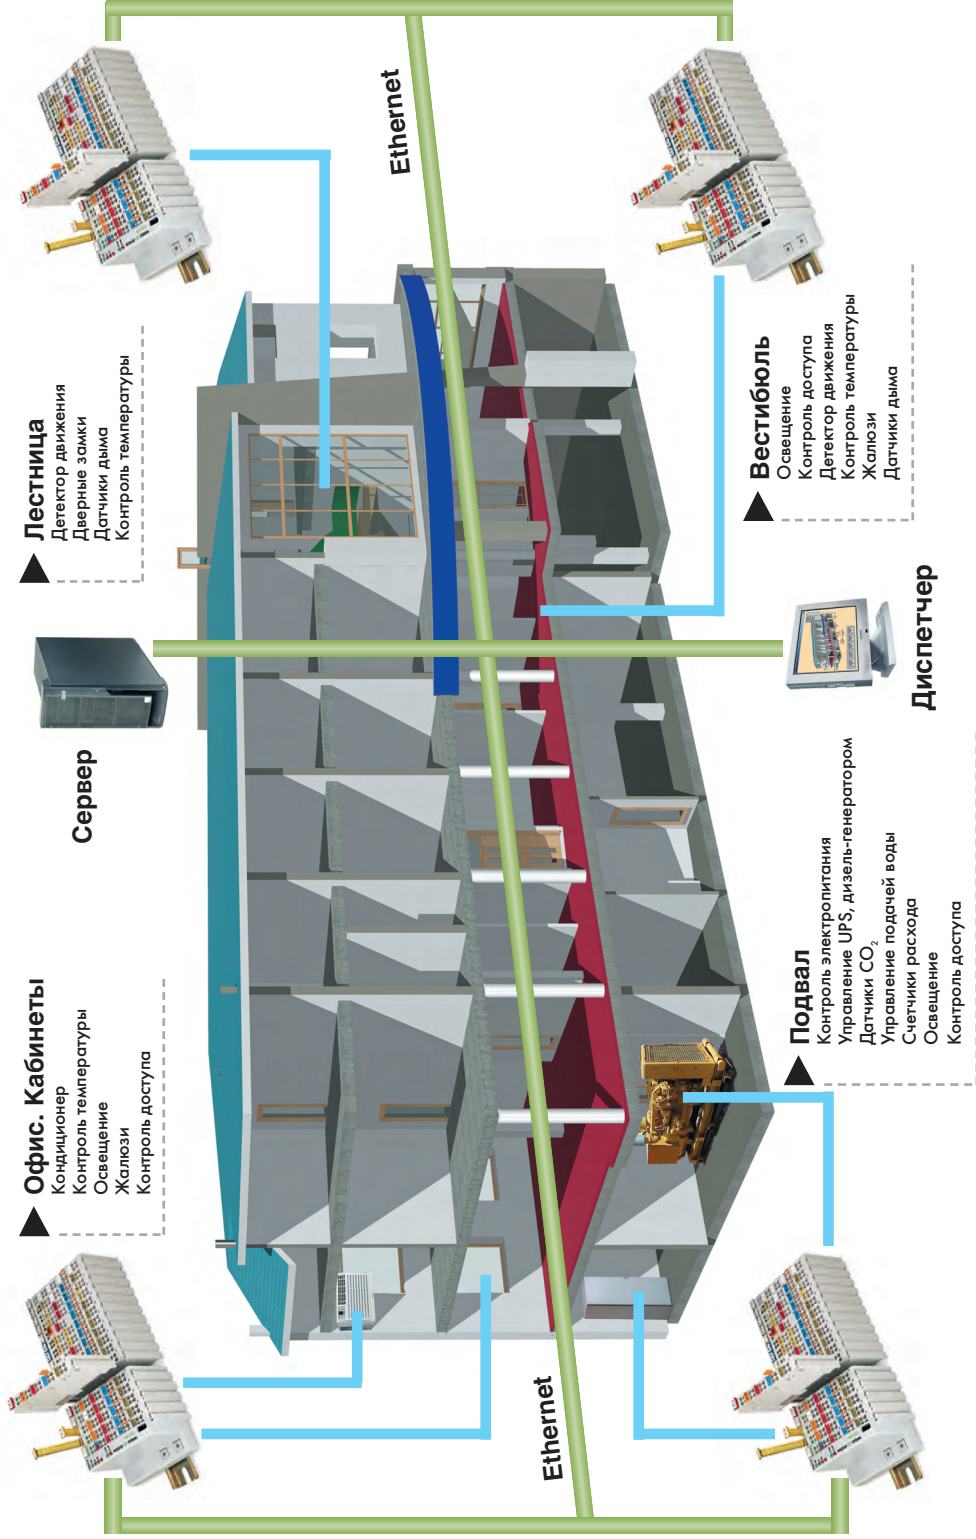 Офис. Кабинеты
Кондиционер
Контроль температуры
Освещение
Жалюзи
Контроль доступа
Сервер
Лестница
Детектор движения
Дверные замки
Датчики дыма
Контроль температуры
Ethernet
Ethernet
Подвал
Контроль электропитания
Управление UPS, дизель-генератором
Датчики CO₂
Управление подачей воды
Счетчики расхода
Освещение
Контроль доступа
Диспетчер
Вестибюль
Освещение
Контроль доступа
Детектор движения
Контроль температуры
Жалюзи
Датчики дыма